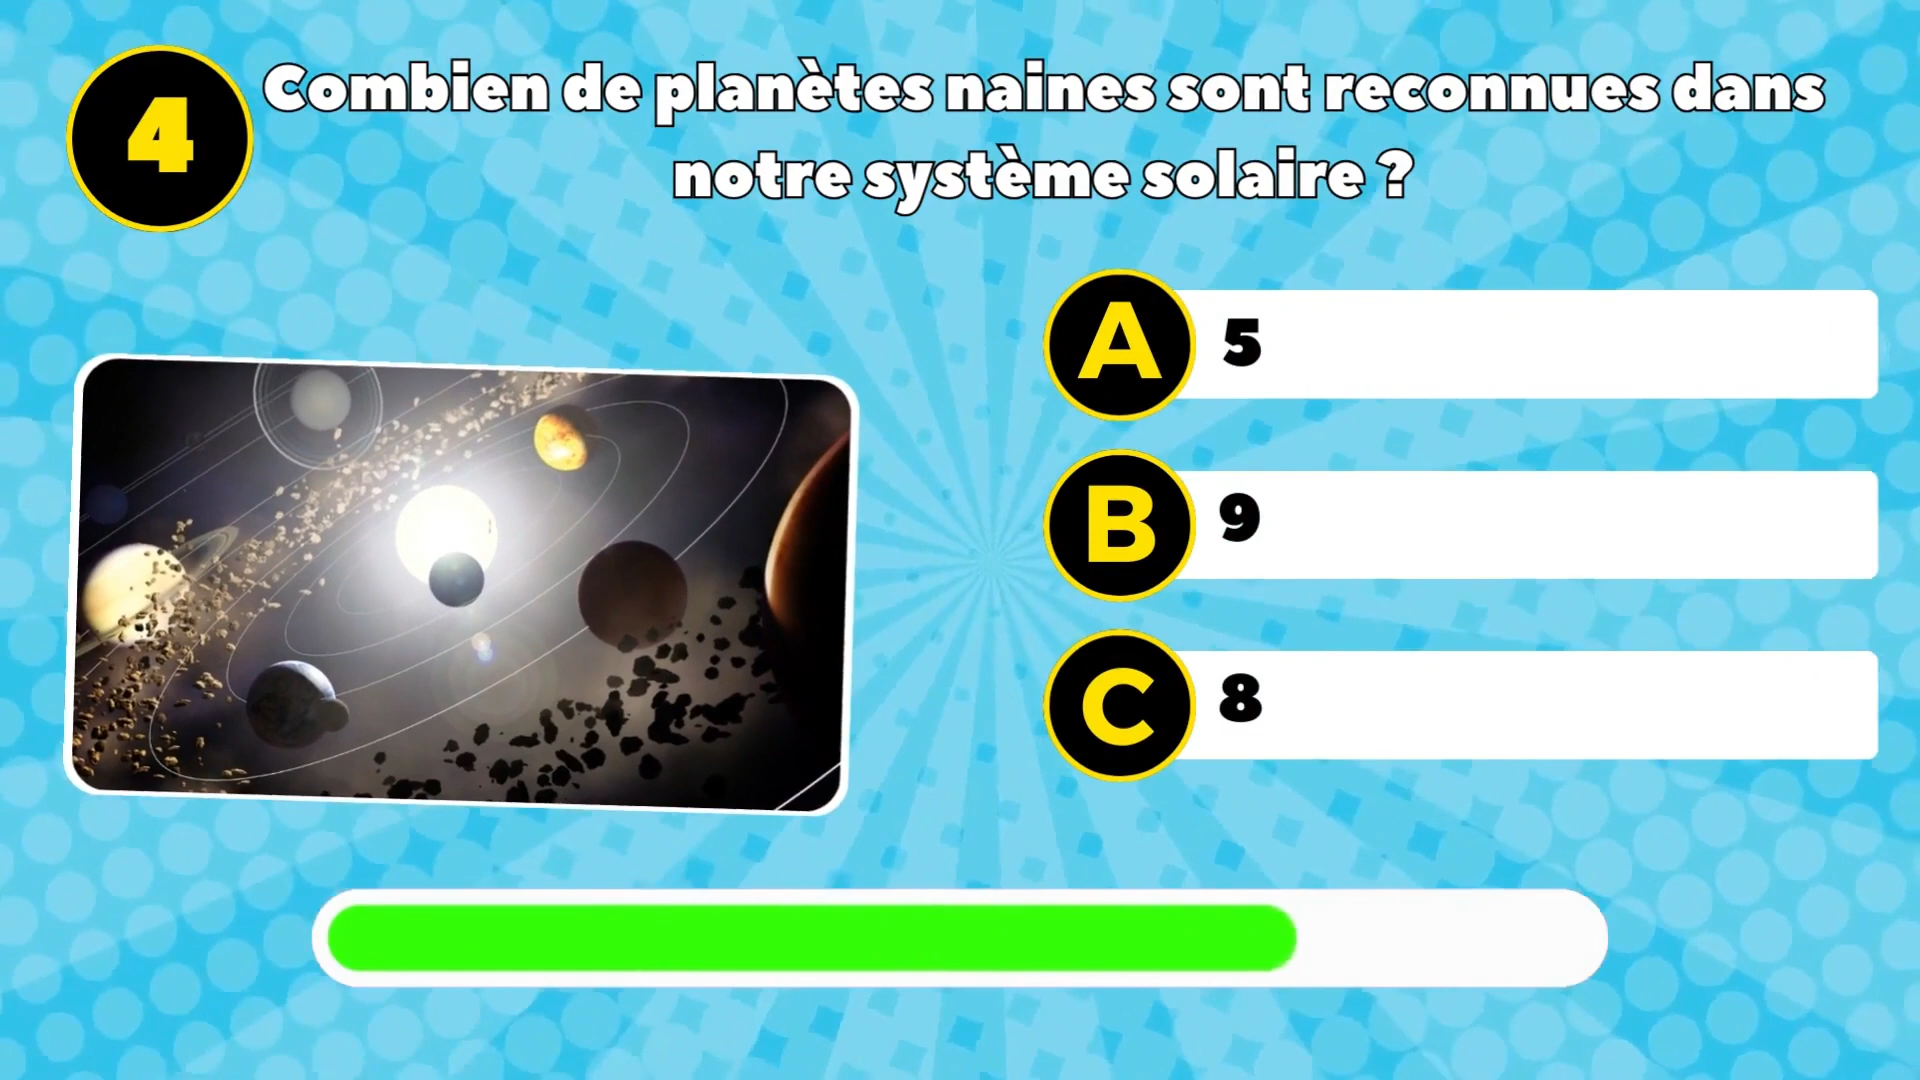 4
Combien de planètes naines sont reconnues dans
notre système solaire ?
A 5
B 9
C 8